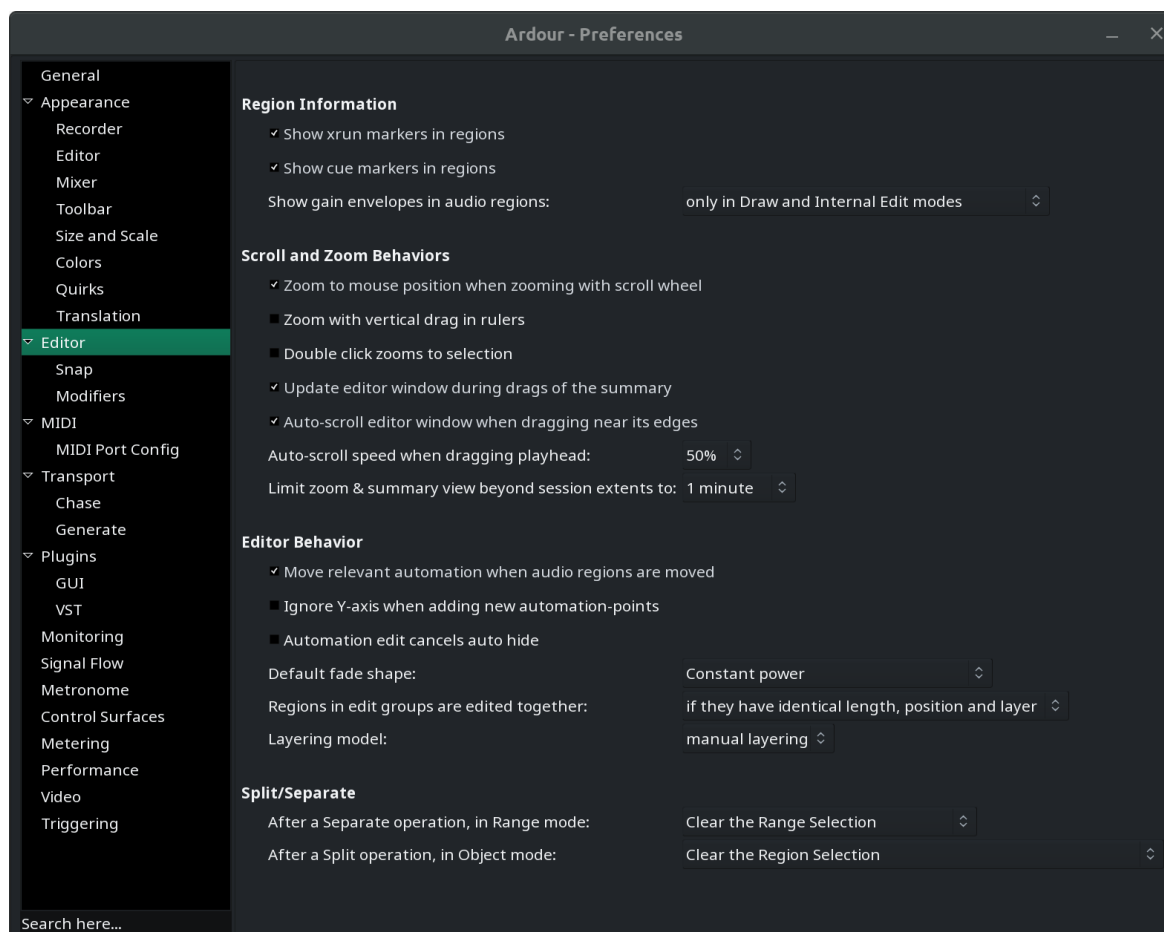 Ardour - Preferences
General
Appearance
Recorder
Editor
Mixer
Toolbar
Size and Scale
Colors
Quirks
Translation
Editor
Snap
Modifiers
MIDI
MIDI Port Config
Transport
Chase
Generate
Plugins
GUI
VST
Monitoring
Signal Flow
Metronome
Control Surfaces
Metering
Performance
Video
Triggering
Search here...
Region Information
Show xrun markers in regions
Show cue markers in regions
Show gain envelopes in audio regions: only in Draw and Internal Edit modes
Scroll and Zoom Behaviors
Zoom to mouse position when zooming with scroll wheel
Zoom with vertical drag in rulers
Double click zooms to selection
Update editor window during drags of the summary
Auto-scroll editor window when dragging near its edges
Auto-scroll speed when dragging playhead: 50%
Limit zoom & summary view beyond session extents to: 1 minute
Editor Behavior
Move relevant automation when audio regions are moved
Ignore Y-axis when adding new automation-points
Automation edit cancels auto hide
Default fade shape: Constant power
Regions in edit groups are edited together: if they have identical length, position and layer
Layering model: manual layering
Split/Separate
After a Separate operation, in Range mode: Clear the Range Selection
After a Split operation, in Object mode: Clear the Region Selection